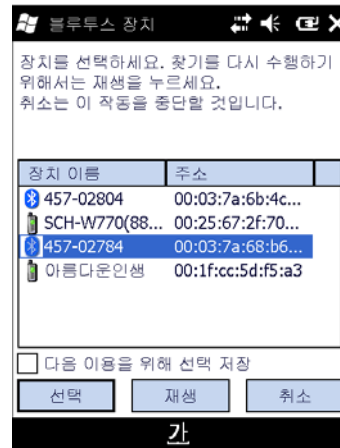 블루투스 장치
장치를 선택하세요. 찾기를 다시 수행하기
위해서는 재생을 누르세요.
취소는 이 작동을 중단할 것입니다.
장치 이름 주소
457-02804 00:03:7a:6b:4c...
SCH-W770(88... 00:25:67:2f:70...
457-02784 00:03:7a:68:b6...
아름다운인생 00:1f:cc:5d:f5:a3
다음 이용을 위해 선택 저장
선택 재생 취소
가